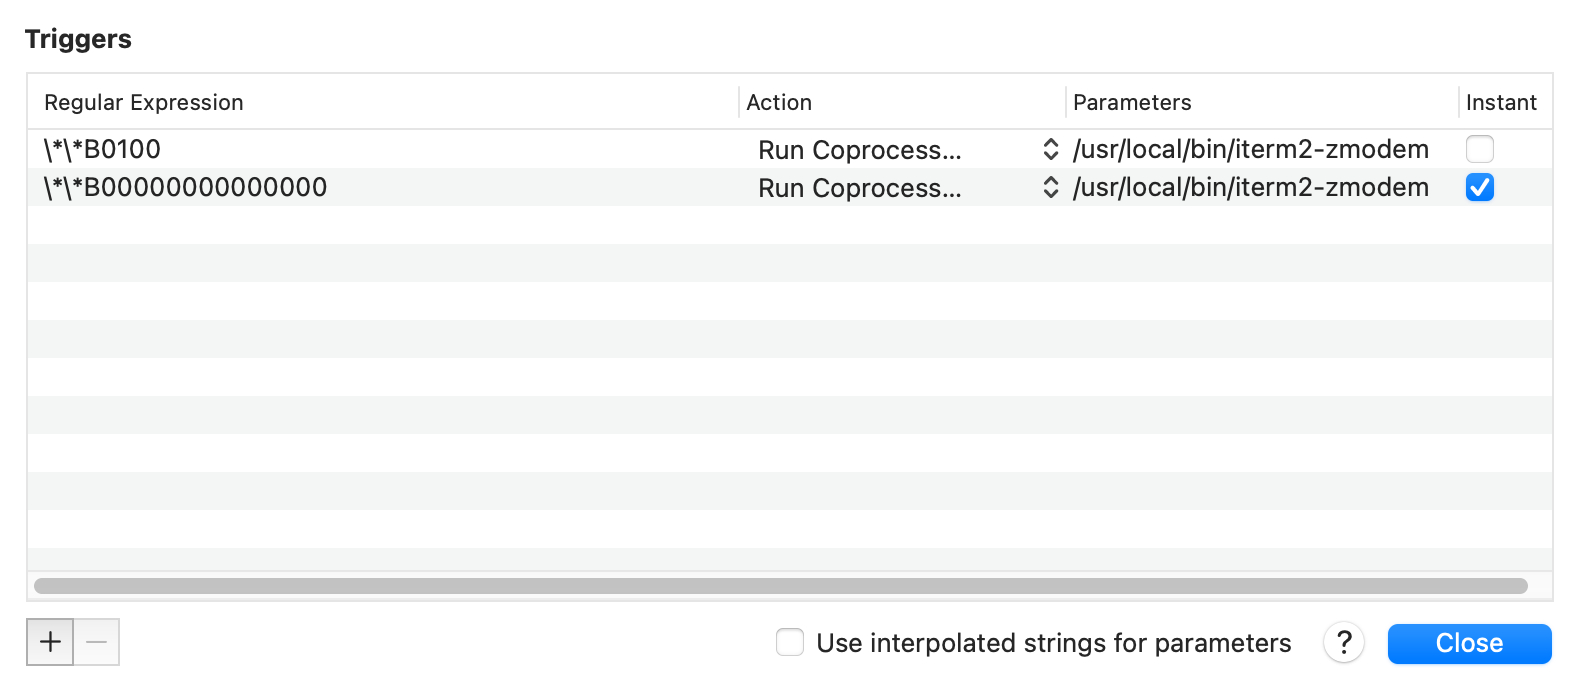 Triggers
Regular Expression Action Parameters Instant
\*\*B0100 Run Coprocess... /usr/local/bin/iterm2-zmodem
\*\*B00000000000000 Run Coprocess... /usr/local/bin/iterm2-zmodem
+ − Use interpolated strings for parameters ? Close